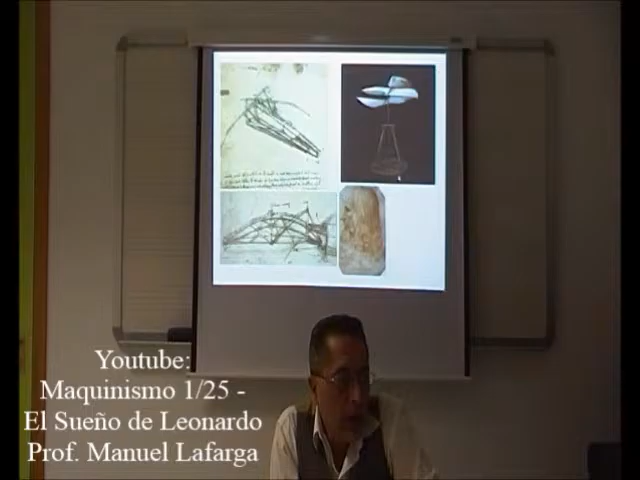 Youtube:
Maquinismo 1/25 -
El Sueño de Leonardo
Prof. Manuel Lafarga